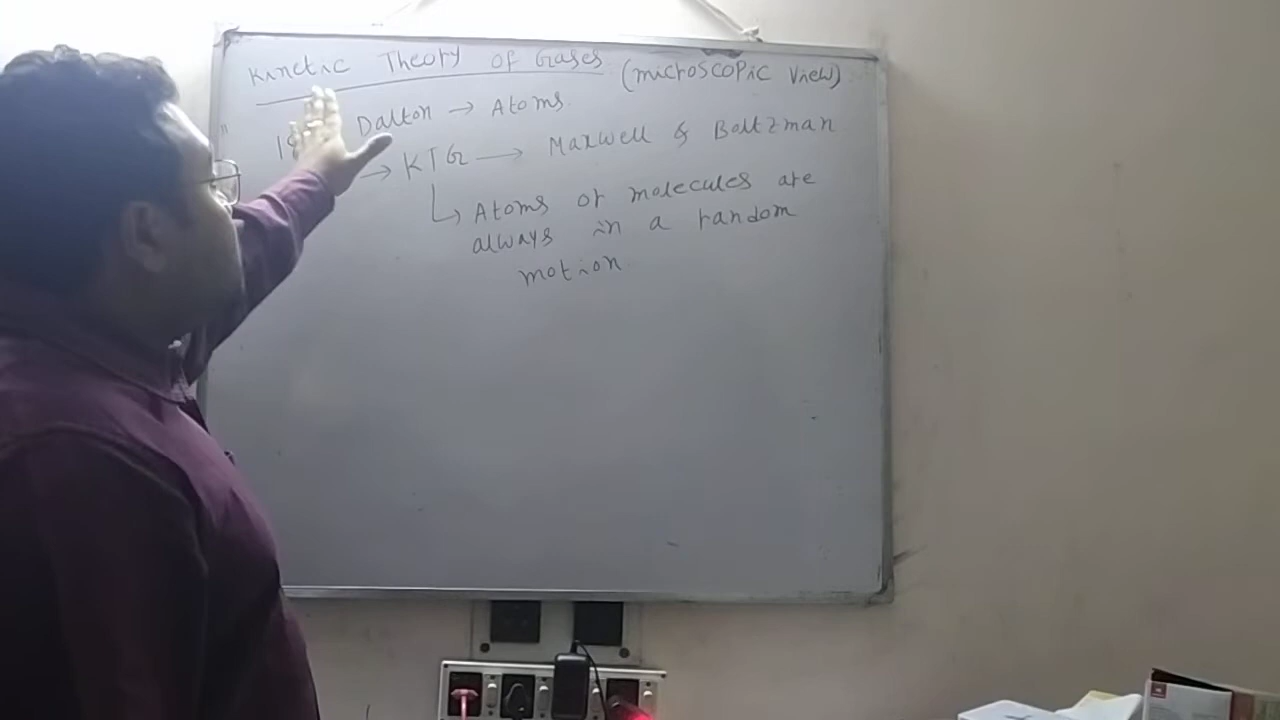 Kinetic Theory of Gases (microscopic view)
Dalton → Atoms
→ KTG → Maxwell & Boltzman
Atoms or molecules are
always in a random
motion